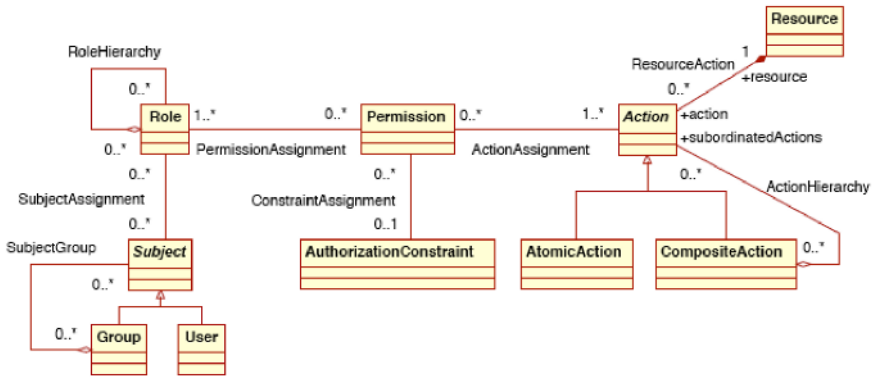 Resource
RoleHierarchy
1
ResourceAction
+resource
0..*
0..*
Role
1..*
0..*
Permission
0..*
1..*
Action
+action
+subordinatedActions
0..*
PermissionAssignment
ActionAssignment
0..*
0..*
0..*
ActionHierarchy
SubjectAssignment
ConstraintAssignment
0..*
0..1
SubjectGroup
Subject
AuthorizationConstraint
AtomicAction
CompositeAction
0..*
0..*
0..*
Group
User